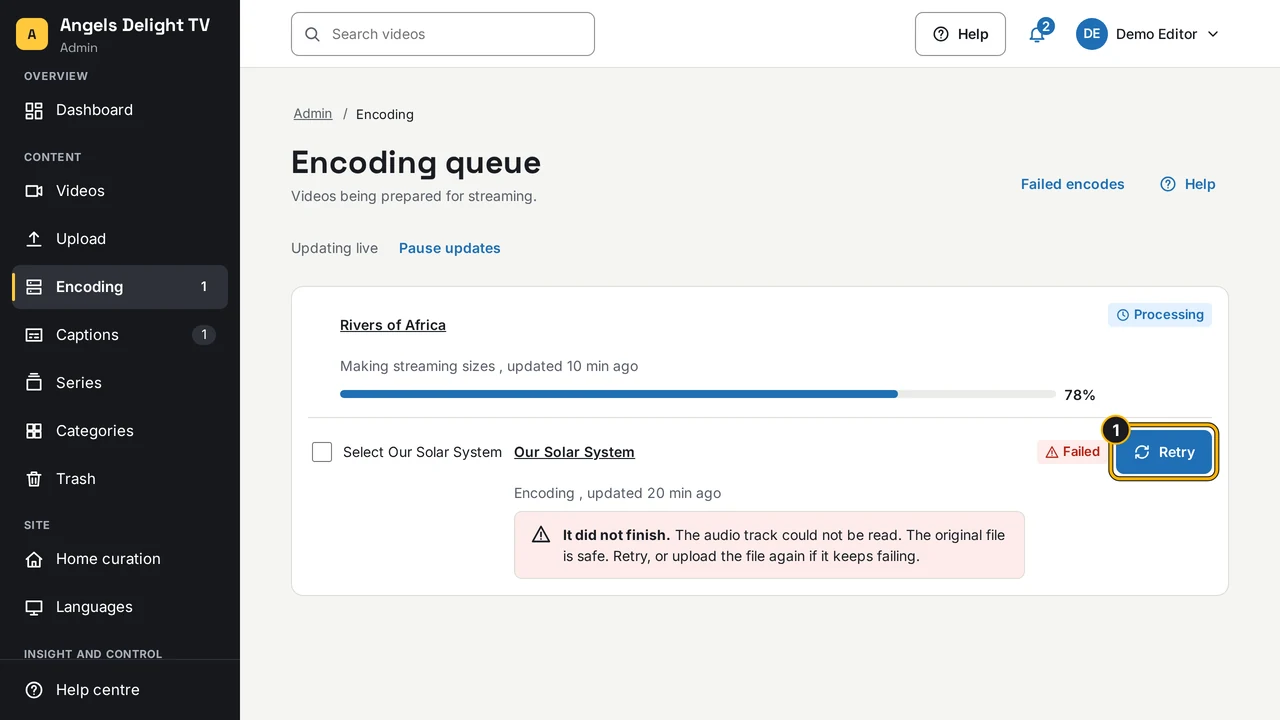 A
Angels Delight TV
Admin
OVERVIEW
Dashboard
CONTENT
Videos
Upload
Encoding 1
Captions 1
Series
Categories
Trash
SITE
Home curation
Languages
INSIGHT AND CONTROL
Help centre
Search videos
Help
2
DE Demo Editor
Admin / Encoding
Encoding queue
Videos being prepared for streaming.
Failed encodes
Help
Updating live Pause updates
Rivers of Africa
Processing
Making streaming sizes , updated 10 min ago
78%
Select Our Solar System Our Solar System
Failed
1
Retry
Encoding , updated 20 min ago
It did not finish. The audio track could not be read. The original file
is safe. Retry, or upload the file again if it keeps failing.